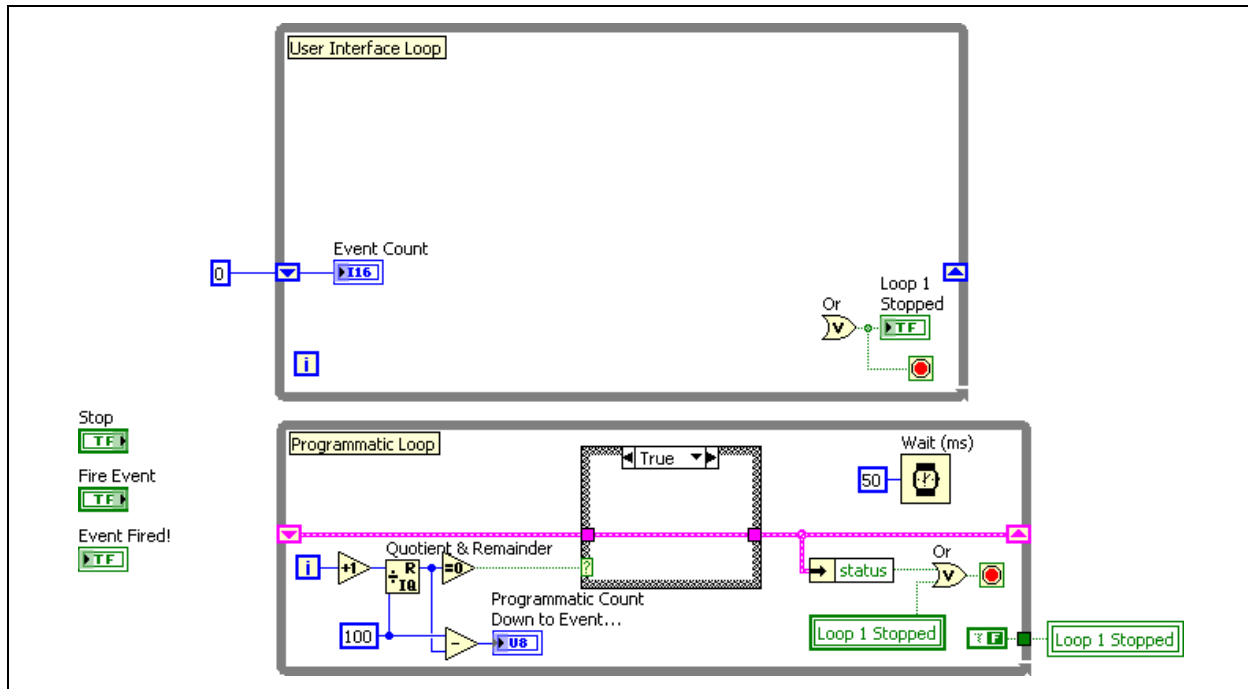 User Interface Loop
Event Count
0
I16
Loop 1
Or
Stopped
V
TF
i
Stop
TF
Programmatic Loop
True
Wait (ms)
Fire Event
50
TF
Event Fired!
TF
Quotient & Remainder
i
+1
R
IQ
=0
?
status
Or
V
Programmatic Count
Down to Event...
100
U8
Loop 1 Stopped
F
Loop 1 Stopped